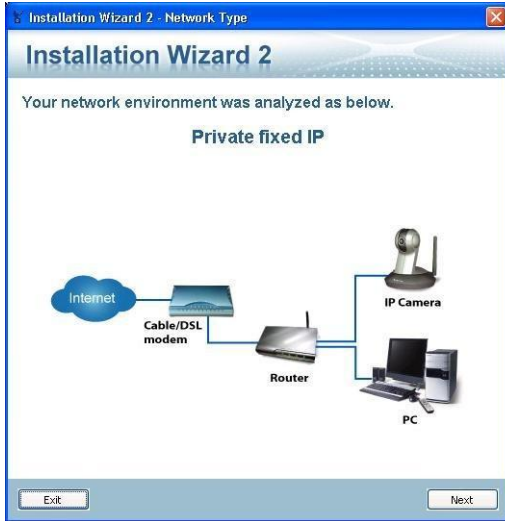 Installation Wizard 2 - Network Type
Installation Wizard 2
Your network environment was analyzed as below.
Private fixed IP
Internet
Cable/DSL
modem
Router
IP Camera
PC
Exit
Next